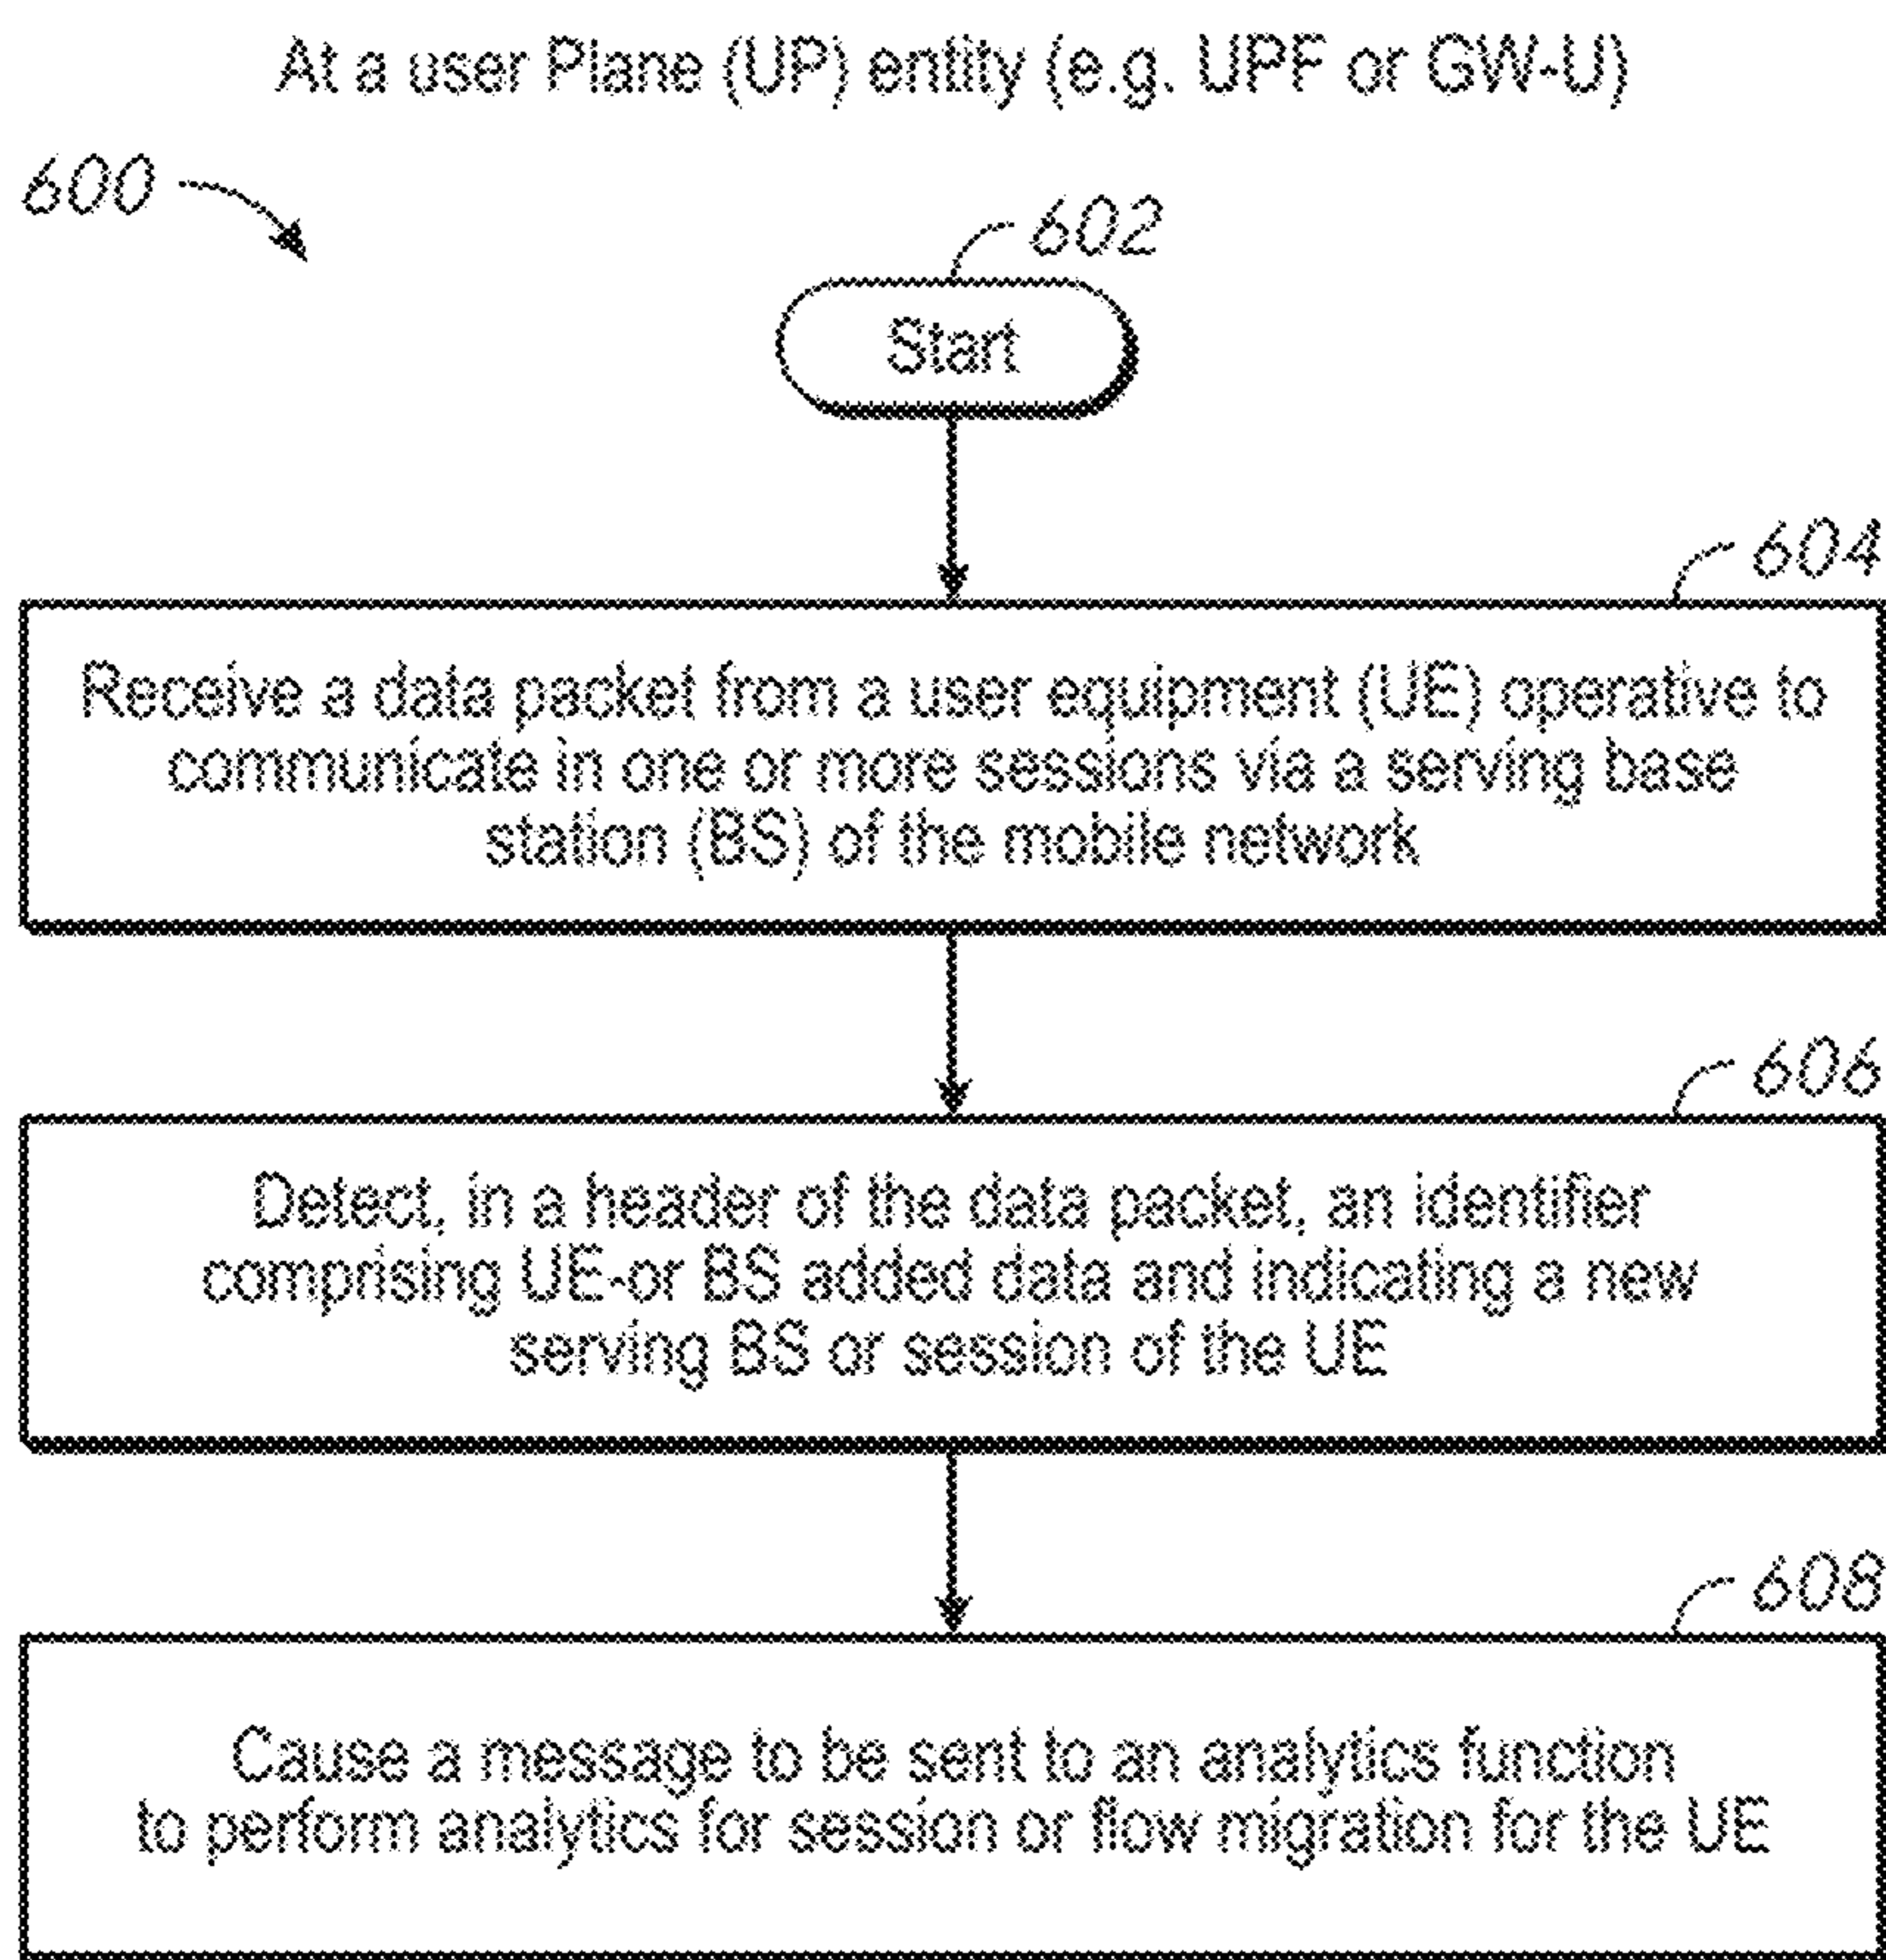 At a user Plane (UP) entity (e.g. UPF or GW-U)
600
602
Start
604
Receive a data packet from a user equipment (UE) operative to
communicate in one or more sessions via a serving base
station (BS) of the mobile network
606
Detect, in a header of the data packet, an identifier
comprising UE-or BS added data and indicating a new
serving BS or session of the UE
608
Cause a message to be sent to an analytics function
to perform analytics for session or flow migration for the UE